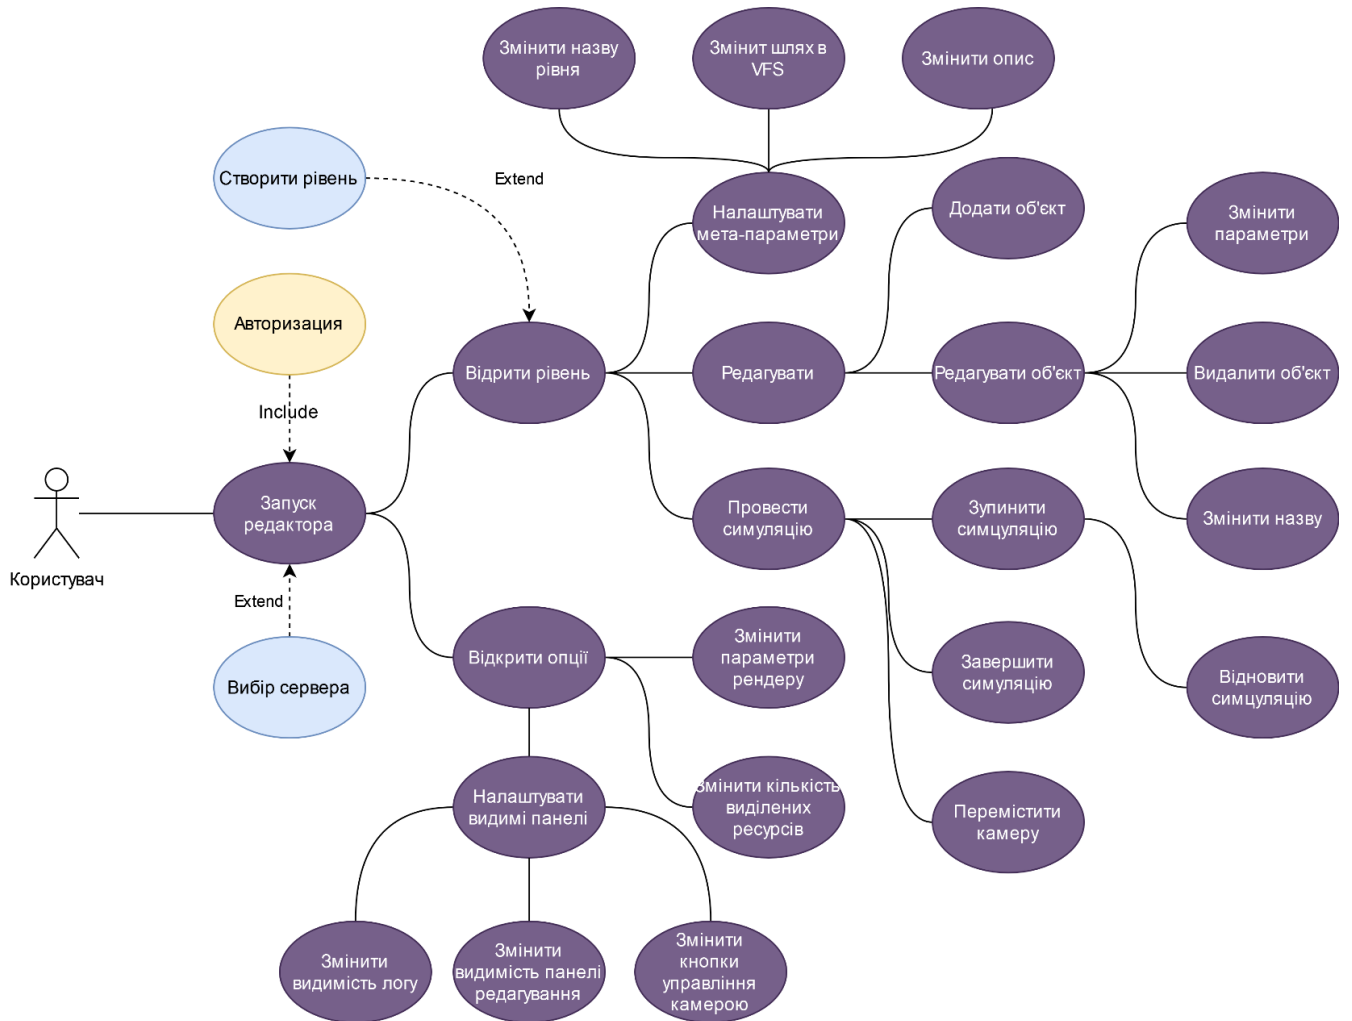 Змінити назву
рівня
Змінит шлях в
VFS
Змінити опис
Створити рівень
Extend
Налаштувати
мета-параметри
Додати об'єкт
Змінити
параметри
Авторизация
Include
Відрити рівень
Редагувати
Редагувати об'єкт
Видалити об'єкт
Користувач
Запуск
редактора
Провести
симуляцію
Зупинити
симцуляцію
Змінити назву
Extend
Вибір сервера
Відкрити опції
Змінити
параметри
рендеру
Завершити
симуляцію
Відновити
симцуляцію
Налаштувати
видимі панелі
Змінити кількість
виділених
ресурсів
Перемістити
камеру
Змінити
видимість логу
Змінити
видимість панелі
редагування
Змінити
кнопки
управління
камерою